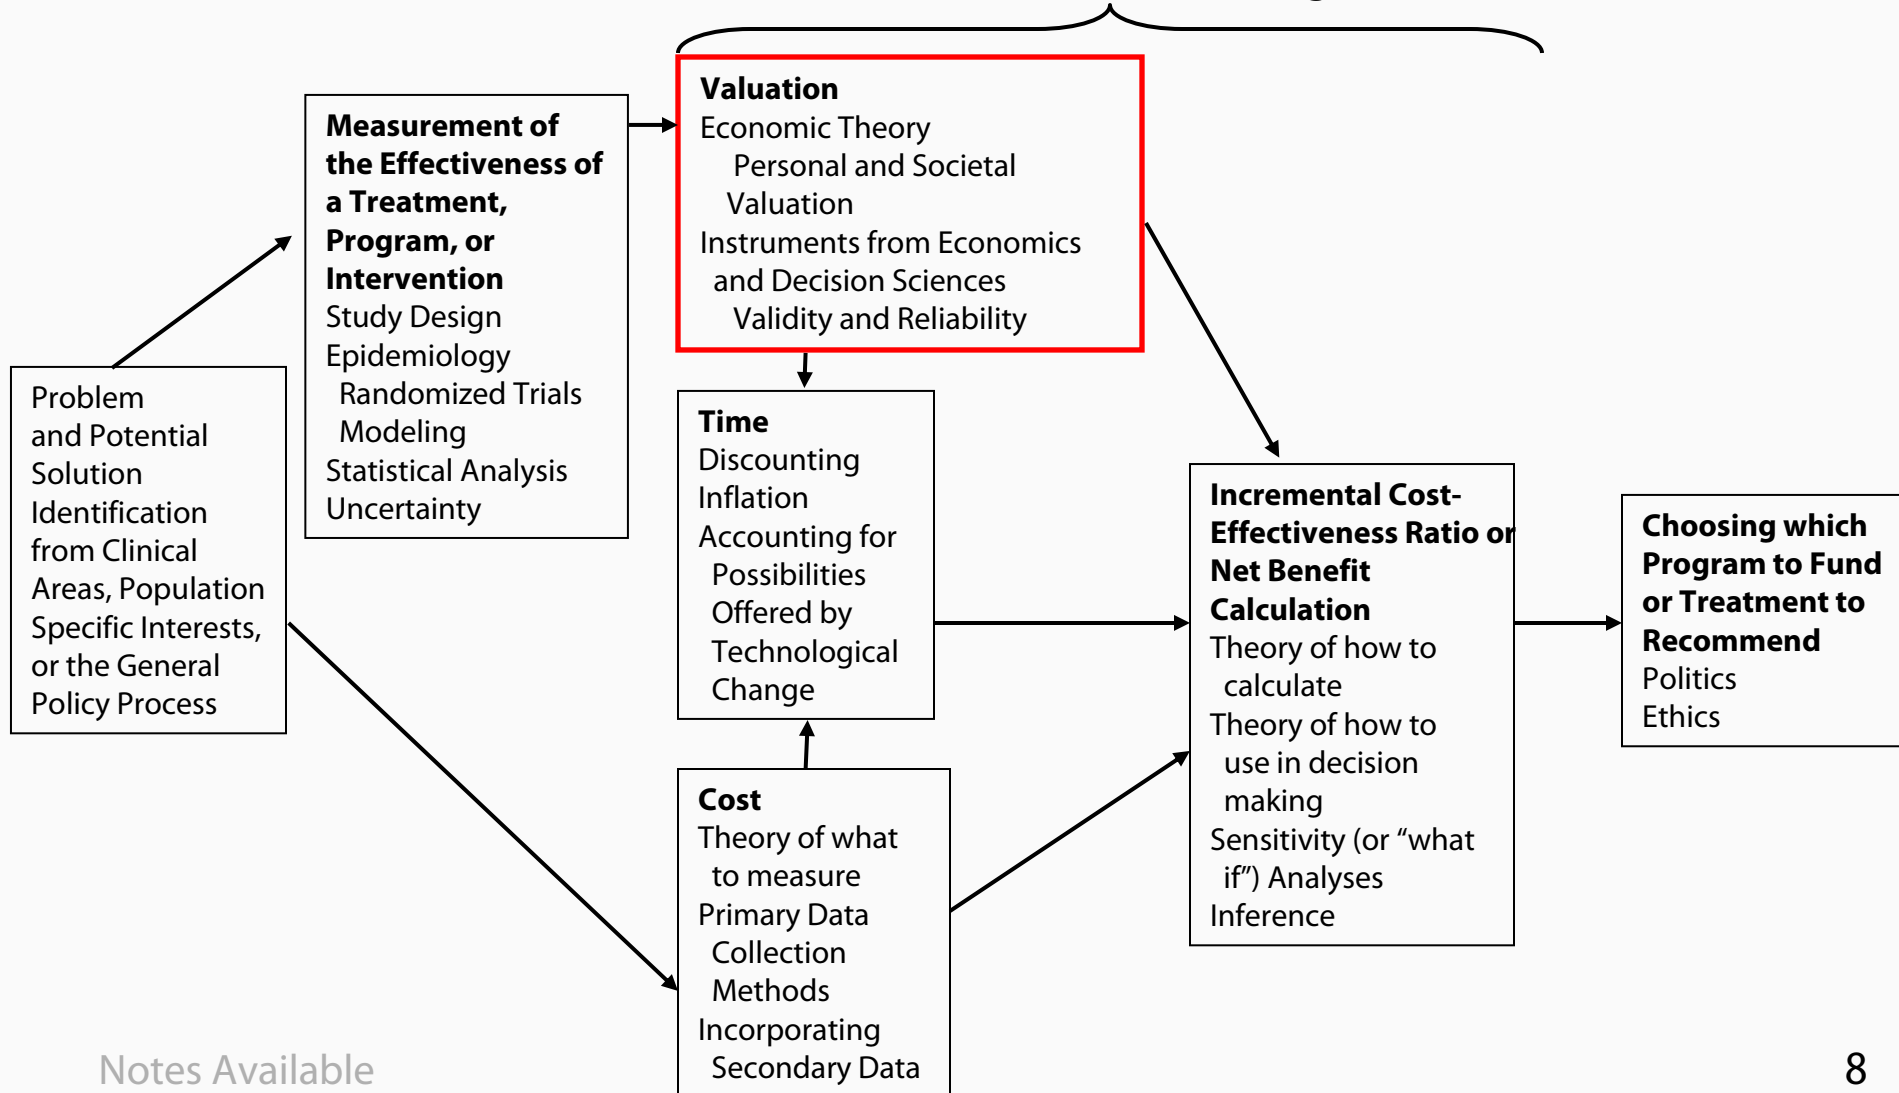 Valuation
Economic Theory
Personal and Societal
Valuation
Instruments from Economics
and Decision Sciences
Validity and Reliability
Measurement of
the Effectiveness of
a Treatment,
Program, or
Intervention
Study Design
Epidemiology
Randomized Trials
Modeling
Statistical Analysis
Uncertainty
Problem
and Potential
Solution
Identification
from Clinical
Areas, Population
Specific Interests,
or the General
Policy Process
Time
Discounting
Inflation
Accounting for
Possibilities
Offered by
Technological
Change
Cost
Theory of what
to measure
Primary Data
Collection
Methods
Incorporating
Secondary Data
Incremental Cost-
Effectiveness Ratio or
Net Benefit
Calculation
Theory of how to
calculate
Theory of how to
use in decision
making
Sensitivity (or “what
if”) Analyses
Inference
Choosing which
Program to Fund
or Treatment to
Recommend
Politics
Ethics
Notes Available
8